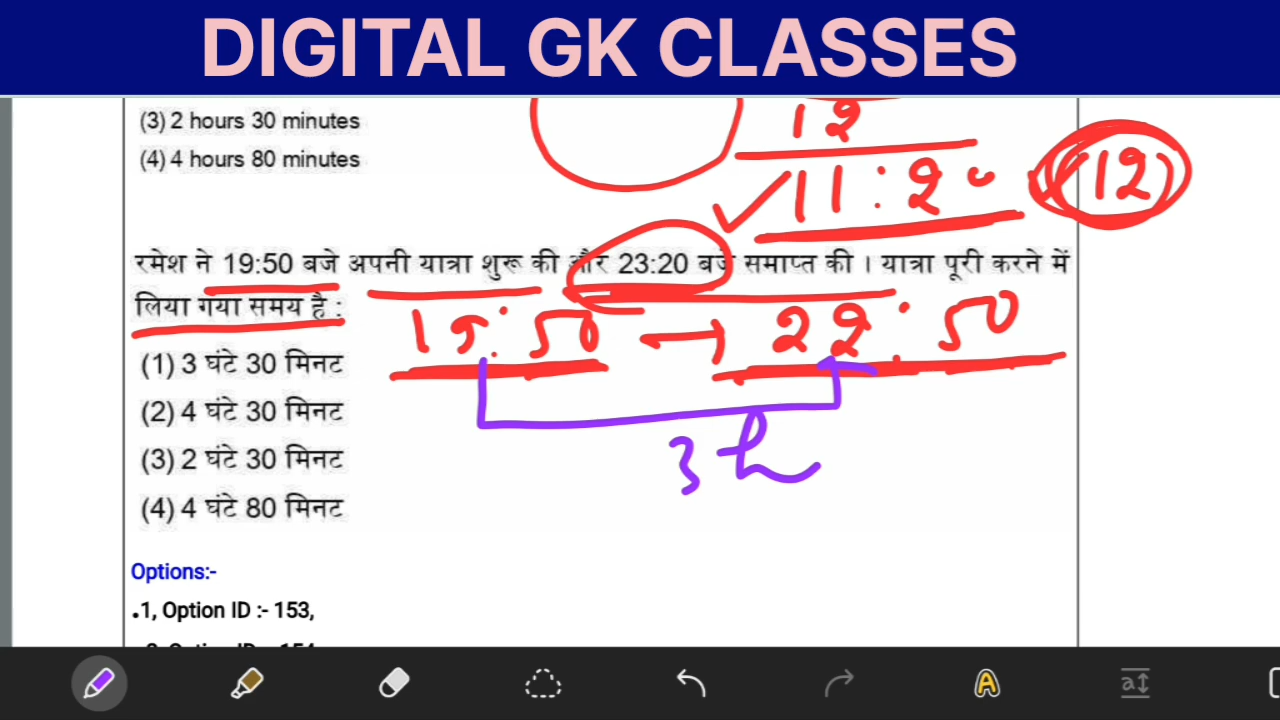 DIGITAL GK CLASSES
(3) 2 hours 30 minutes
12
(4) 4 hours 80 minutes
11:20 (12)
रमेश ने 19:50 बजे अपनी यात्रा शुरू की और 23:20 बजे समाप्त की । यात्रा पूरी करने में
लिया गया समय है :
19:50 → 22:50
(1) 3 घंटे 30 मिनट
(2) 4 घंटे 30 मिनट
3h
(3) 2 घंटे 30 मिनट
(4) 4 घंटे 80 मिनट
Options:-
.1, Option ID :- 153,